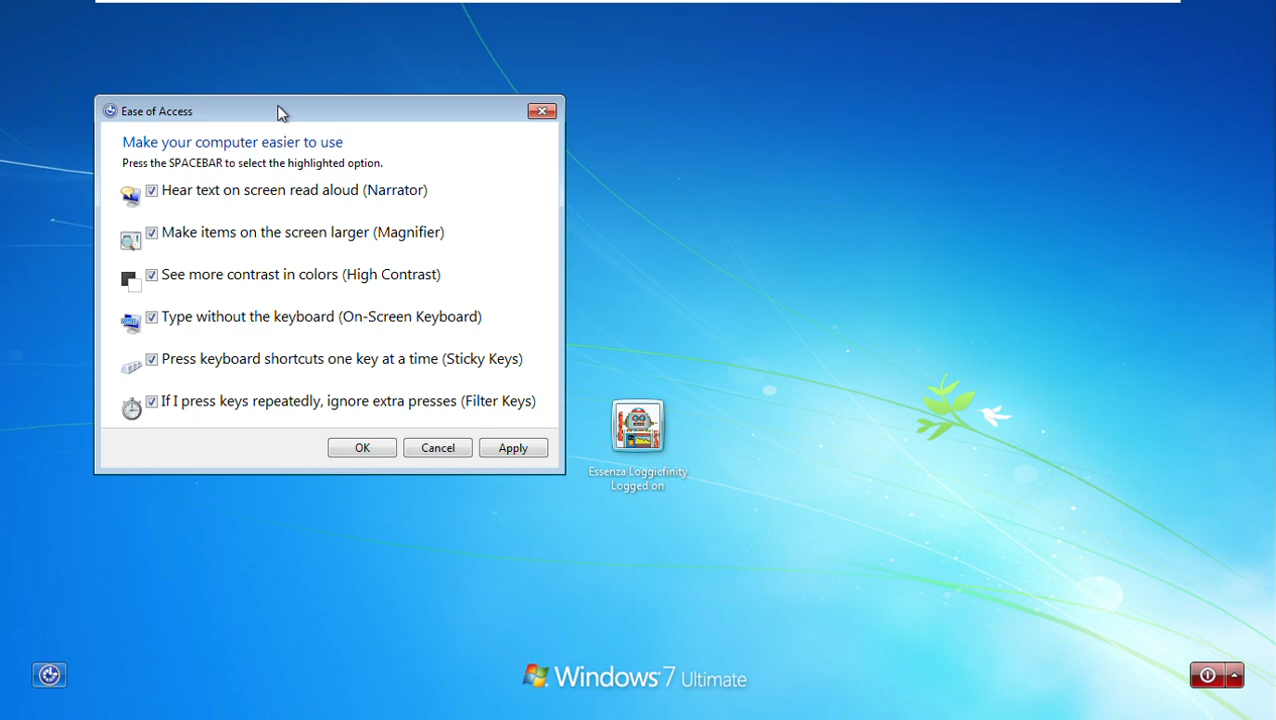 Ease of Access
Make your computer easier to use
Press the SPACEBAR to select the highlighted option.
Hear text on screen read aloud (Narrator)
Make items on the screen larger (Magnifier)
See more contrast in colors (High Contrast)
Type without the keyboard (On-Screen Keyboard)
Press keyboard shortcuts one key at a time (Sticky Keys)
If I press keys repeatedly, ignore extra presses (Filter Keys)
OK Cancel Apply
Essenza Loggicfinity
Logged on
Windows 7 Ultimate